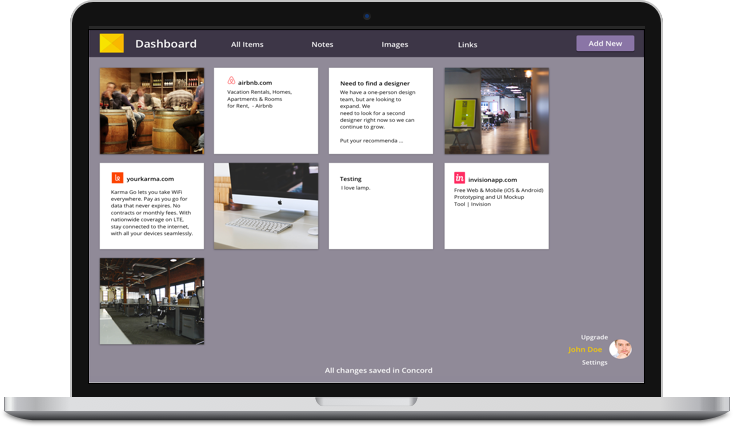 Dashboard
All Items
Notes
Images
Links
Add New
airbnb.com
Vacation Rentals, Homes,
Apartments & Rooms
for Rent, - Airbnb
Need to find a designer
We have a one-person design
team, but are looking to
expand. We
need to look for a second
designer right now so we can
continue to grow.
Put your recommenda ...
yourkarma.com
Karma Go lets you take WiFi
everywhere. Pay as you go for
data that never expires. No
contracts or monthly fees. With
nationwide coverage on LTE,
stay connected to the internet,
with all your devices seamlessly.
Testing
I love lamp.
in
invisionapp.com
Free Web & Mobile (iOS & Android)
Prototyping and UI Mockup
Tool | Invision
Upgrade
John Doe
Settings
All changes saved in Concord